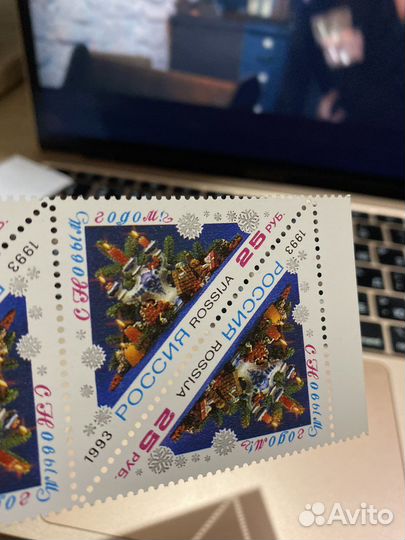 С Новым
годом!
1993
РОССИЯ ROSSIJA
25 РУБ.
1993
С Новым
годом!
1993
РОССИЯ ROSSIJA
25 РУБ.
Avito